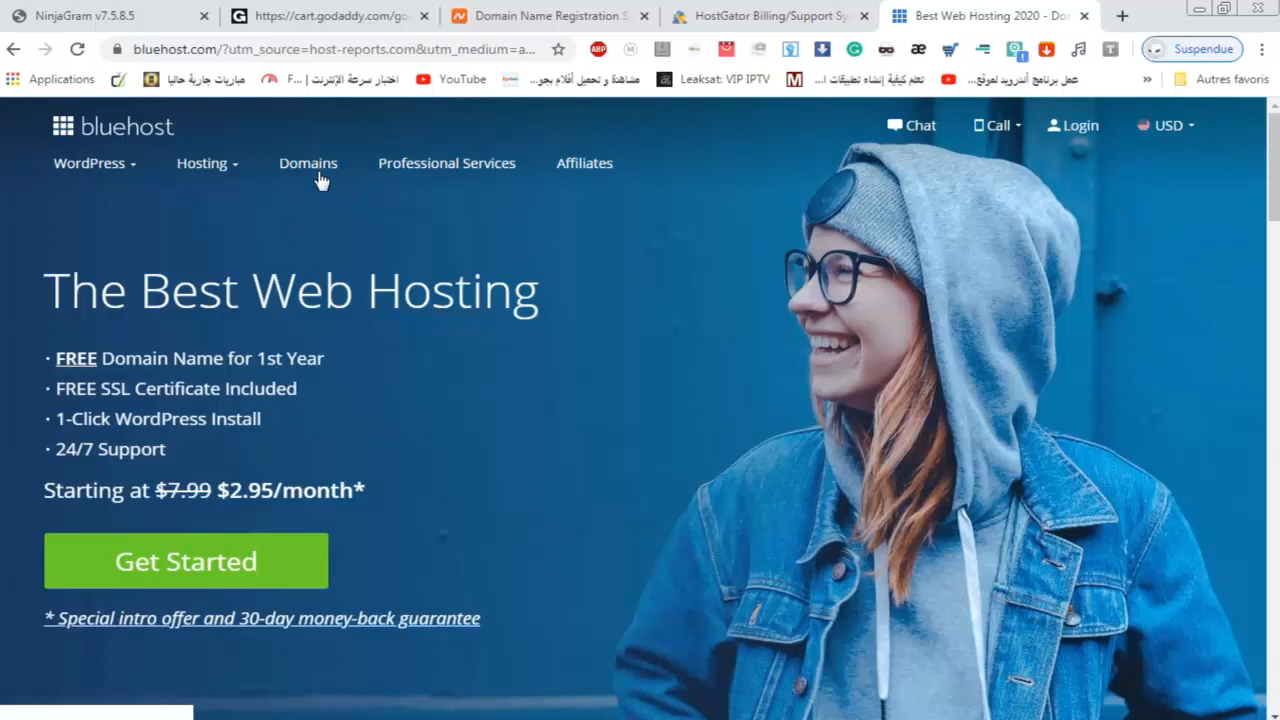 NinjaGram v7.5.8.5
https://cart.godaddy.com/go
Domain Name Registration S
HostGator Billing/Support Sy
Best Web Hosting 2020 - Do
bluehost.com/?utm_source=host-reports.com&utm_medium=a...
ABP
Suspendue
Applications
مباريات جارية حاليا
اختبار سرعة الإنترنت | ...F
YouTube
مشاهدة و تحميل أفلام بجو...
Leaksat: VIP IPTV
تعلم كيفية إنشاء تطبيقات ا...
عمل برنامج أندرويد لموقع...
»
Autres favoris
bluehost
Chat
Call
Login
USD
WordPress
Hosting
Domains
Professional Services
Affiliates
The Best Web Hosting
· FREE Domain Name for 1st Year
· FREE SSL Certificate Included
· 1-Click WordPress Install
· 24/7 Support
Starting at $7.99 $2.95/month*
Get Started
* Special intro offer and 30-day money-back guarantee